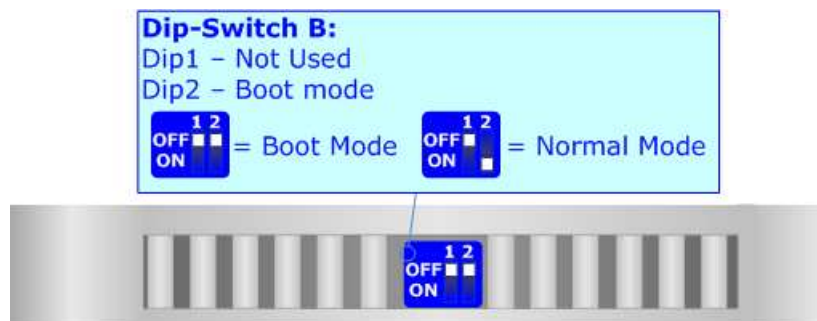 Dip-Switch B:
Dip1 – Not Used
Dip2 – Boot mode
1 2
OFF
ON
= Boot Mode
1 2
OFF
ON
= Normal Mode
1 2
OFF
ON